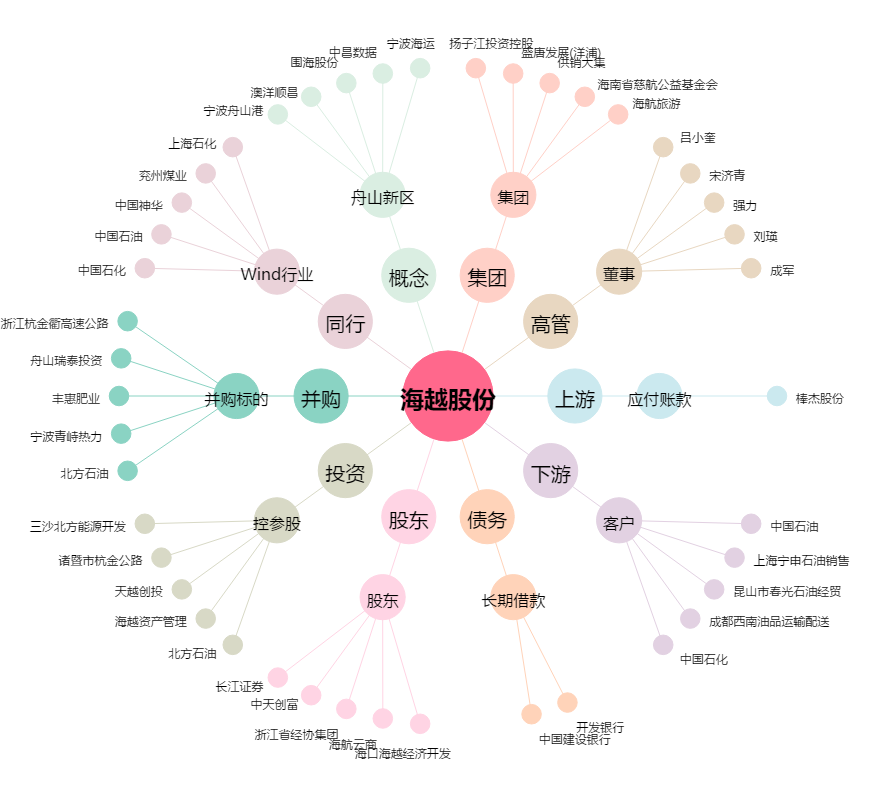 宁波海运
扬子江投资控股
中昌数据
盛唐发展(洋浦)
围海股份
供销大集
澳洋顺昌
海南省慈航公益基金会
宁波舟山港
海航旅游
上海石化
吕小奎
兖州煤业
宋济青
中国神华
强力
中国石油
刘瑛
中国石化
成军
舟山新区
集团
Wind行业
董事
概念
集团
同行
高管
浙江杭金衢高速公路
舟山瑞泰投资
丰惠肥业
宁波青峙热力
北方石油
并购标的
并购
海越股份
上游
应付账款
棒杰股份
投资
下游
股东
债务
控参股
客户
三沙北方能源开发
中国石油
诸暨市杭金公路
上海宁申石油销售
天越创投
昆山市春光石油经贸
海越资产管理
成都西南油品运输配送
北方石油
中国石化
股东
长期借款
长江证券
中天创富
浙江省经协集团
海航云商
海口海越经济开发
开发银行
中国建设银行